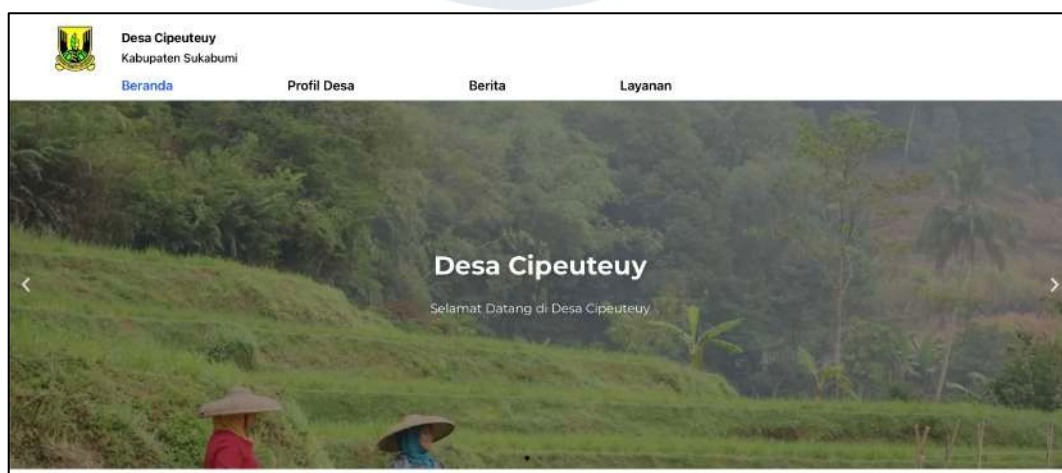 Desa Cipeuteuy
Kabupaten Sukabumi
Beranda Profil Desa Berita Layanan
Desa Cipeuteuy
Selamat Datang di Desa Cipeuteuy